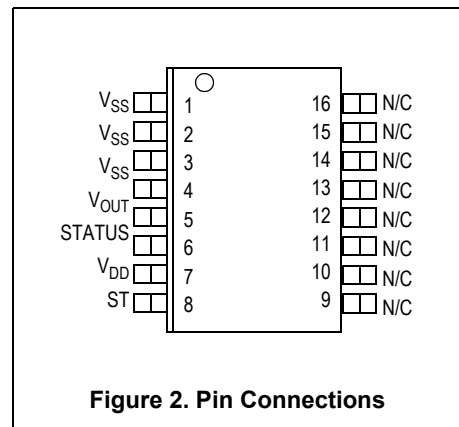 VSS 1 16 N/C
VSS 2 15 N/C
VSS 3 14 N/C
VOUT 4 13 N/C
STATUS 5 12 N/C
6 11 N/C
VDD 7 10 N/C
ST 8 9 N/C
Figure 2. Pin Connections